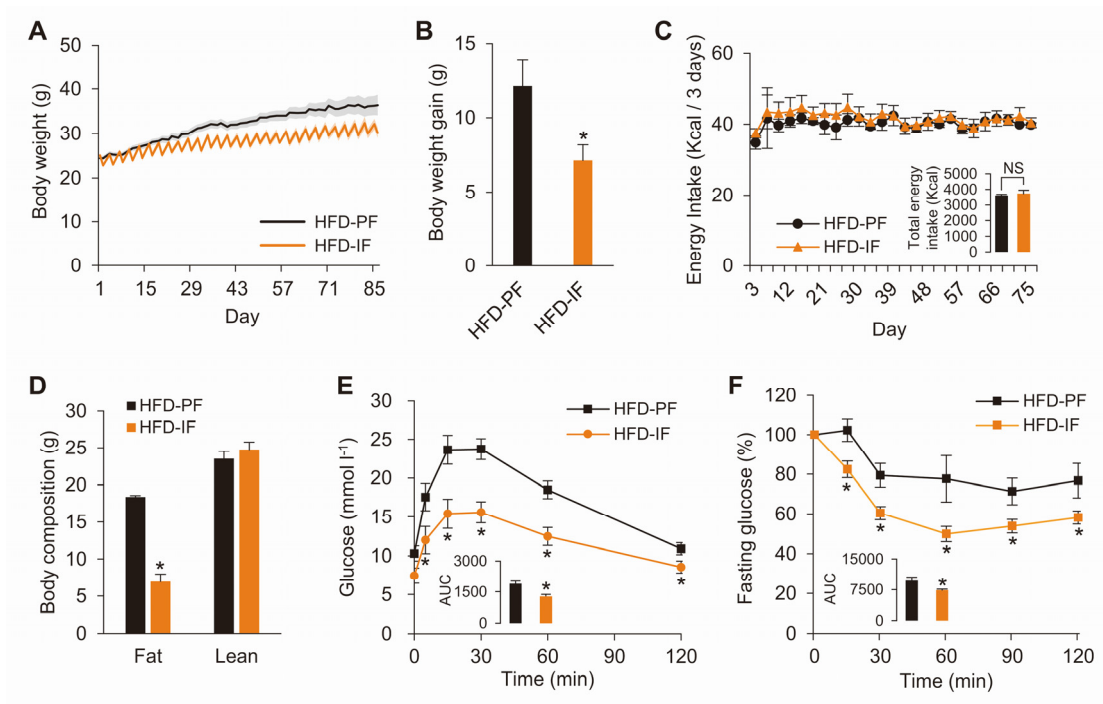 A
Body weight (g)
50
40
30
20
10
0
HFD-PF
HFD-IF
1 15 29 43 57 71 85
Day
B
Body weight gain (g)
15
10
5
0
*
HFD-PF
HFD-IF
C
Energy Intake (Kcal / 3 days)
60
40
20
0
HFD-PF
HFD-IF
Total energy
intake (Kcal)
5000
4000
3000
2000
1000
0
NS
3 12 21 30 39 48 57 66 75
Day
D
Body composition (g)
HFD-PF
HFD-IF
30
25
20
15
10
5
0
*
Fat Lean
E
Glucose (mmol l-1)
30
25
20
15
10
5
0
HFD-PF
HFD-IF
* * * * *
AUC
3000
1500
0
*
0 30 60 90 120
Time (min)
F
Fasting glucose (%)
120
100
80
60
40
20
0
HFD-PF
HFD-IF
* * * * *
AUC
15000
7500
0
*
0 30 60 90 120
Time (min)